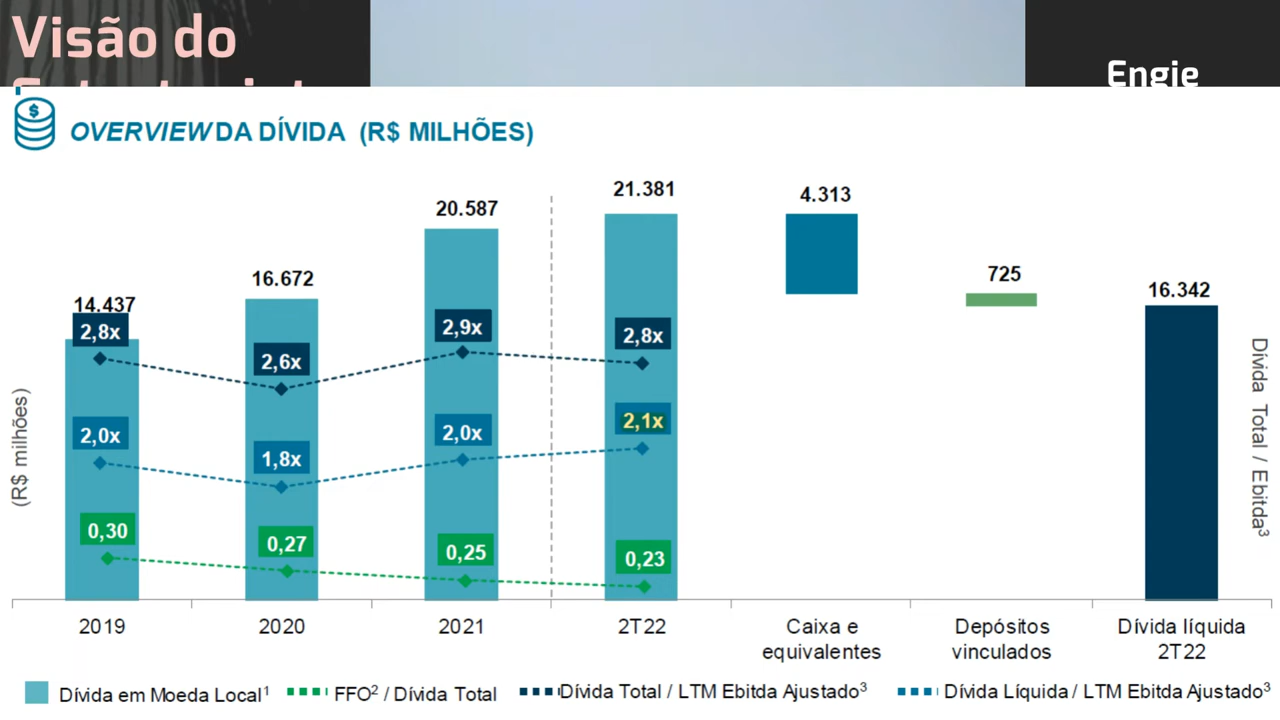 Visão do
Engie
OVERVIEW DA DÍVIDA (R$ MILHÕES)
21.381
4.313
20.587
16.672
725
16.342
14.437
2,8x
2,6x
2,9x
2,8x
2,0x
1,8x
2,0x
2,1x
0,30
0,27
0,25
0,23
(R$ milhões)
Dívida Total / Ebitda³
2019
2020
2021
2T22
Caixa e
equivalentes
Depósitos
vinculados
Dívida líquida
2T22
Dívida em Moeda Local¹
FFO² / Dívida Total
Dívida Total / LTM Ebitda Ajustado³
Dívida Líquida / LTM Ebitda Ajustado³